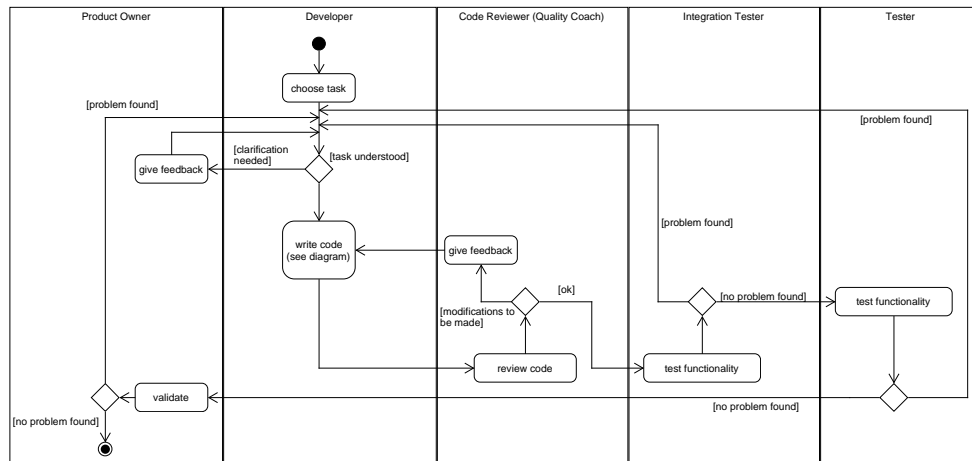 Product Owner
Developer
Code Reviewer (Quality Coach)
Integration Tester
Tester
choose task
[problem found]
[problem found]
[clarification
needed]
[task understood]
give feedback
[problem found]
write code
(see diagram)
give feedback
[ok]
[no problem found]
test functionality
[modifications to
be made]
review code
test functionality
validate
[no problem found]
[no problem found]